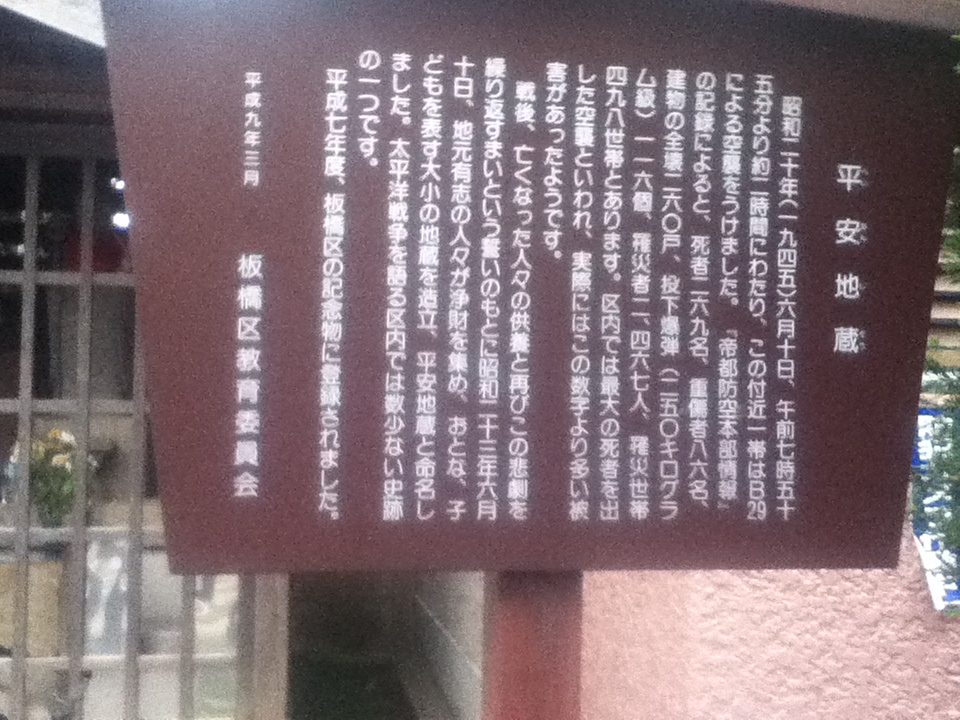 平安地蔵
昭和二十年(一九四五)六月十日、午前七時五十
五分より約二時間にわたり、この付近一帯はB29
による空襲をうけました。『帝都防空本部情報』
の記録によると、死者二六九名、重傷者八六名、
建物の全壊二六〇戸、投下爆弾(二五〇キログラ
ム級)一一六個、罹災者二、四六七人、罹災世帯
四九八世帯とあります。区内では最大の死者を出
した空襲といわれ、実際にはこの数字より多い被
害があったようです。
戦後、亡くなった人々の供養と再びこの悲劇を
繰り返すまいという誓いのもとに昭和二十三年六月
十日、地元有志の人々が浄財を集め、おとな、子
どもを表す大小の地蔵を造立、平安地蔵と命名し
ました。太平洋戦争を語る区内では数少ない史跡
の一つです。
平成七年度、板橋区の記念物に登録されました。
平成九年三月
板橋区教育委員会